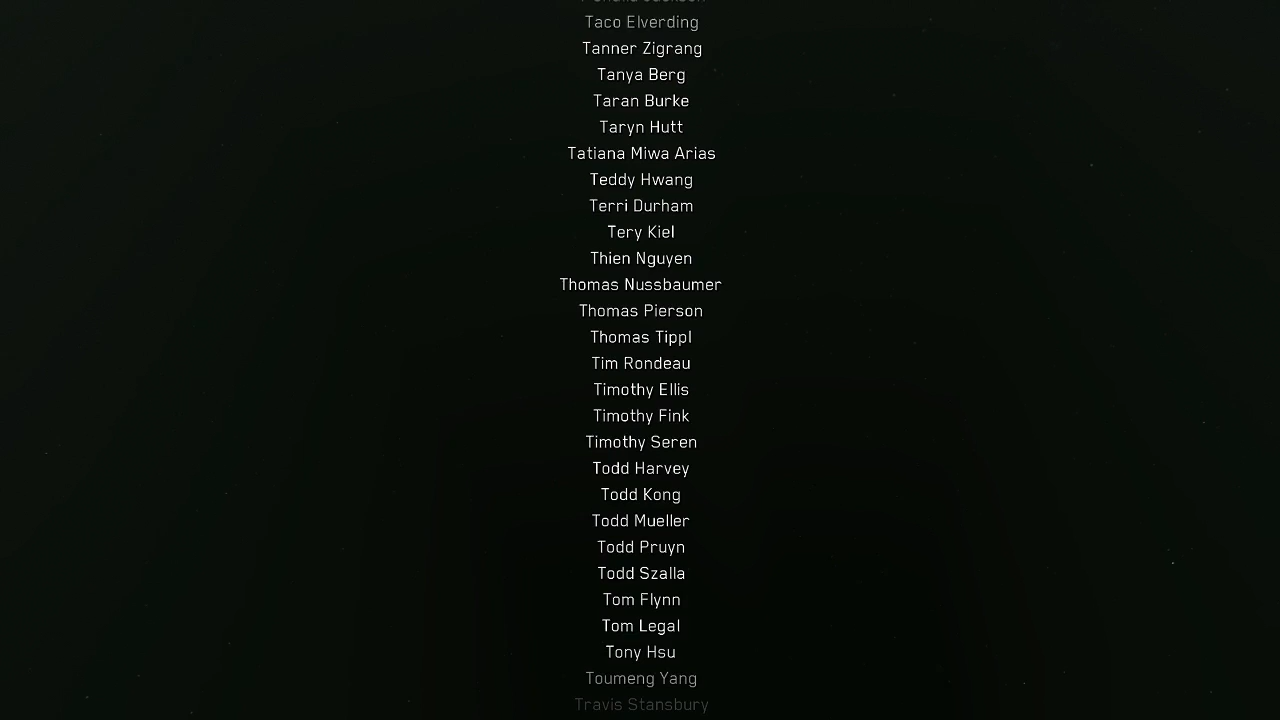 Taco Elverding
Tanner Zigrang
Tanya Berg
Taran Burke
Taryn Hutt
Tatiana Miwa Arias
Teddy Hwang
Terri Durham
Tery Kiel
Thien Nguyen
Thomas Nussbaumer
Thomas Pierson
Thomas Tippl
Tim Rondeau
Timothy Ellis
Timothy Fink
Timothy Seren
Todd Harvey
Todd Kong
Todd Mueller
Todd Pruyn
Todd Szalla
Tom Flynn
Tom Legal
Tony Hsu
Toumeng Yang
Travis Stansbury